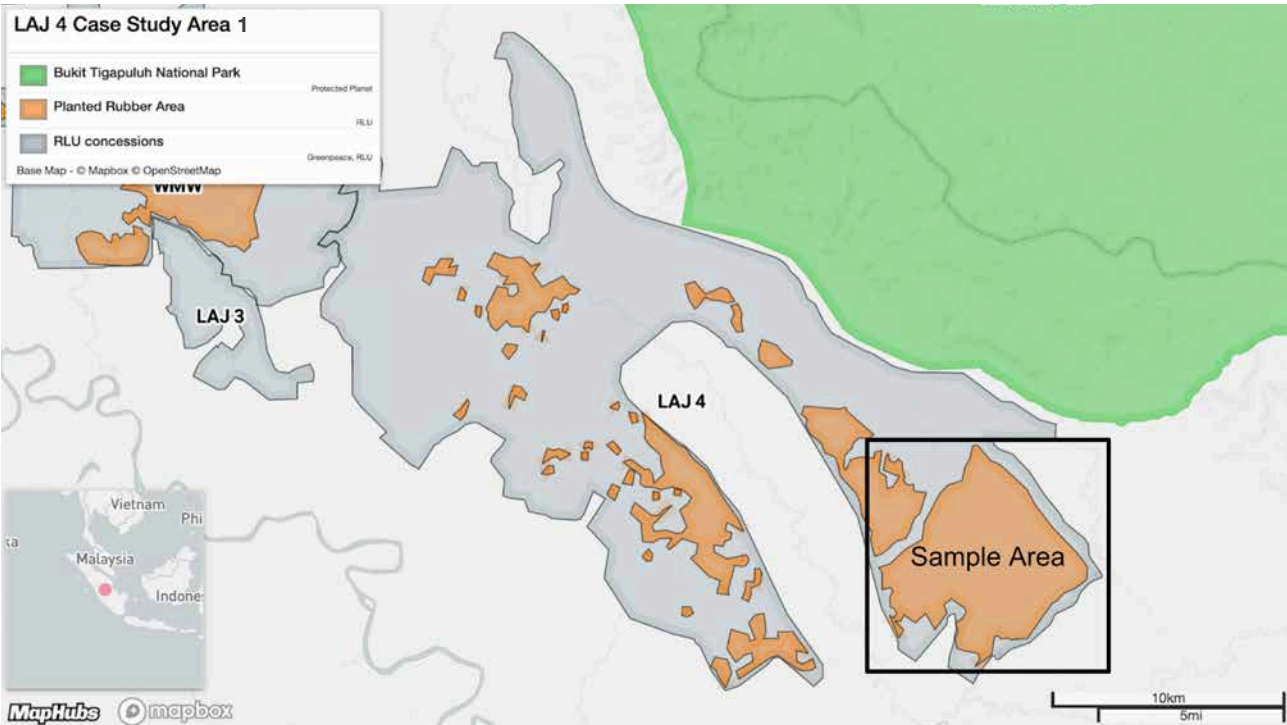 LAJ 4 Case Study Area 1
Bukit Tigapuluh National Park
Protected Planet
Planted Rubber Area
RLU
RLU concessions
Greenpeace, RLU
Base Map - © Mapbox © OpenStreetMap
WMW
LAJ 3
LAJ 4
Sample Area
Vietnam
Phi
ka
Malaysia
Indone
10km
5mi
MapHubs
mapbox